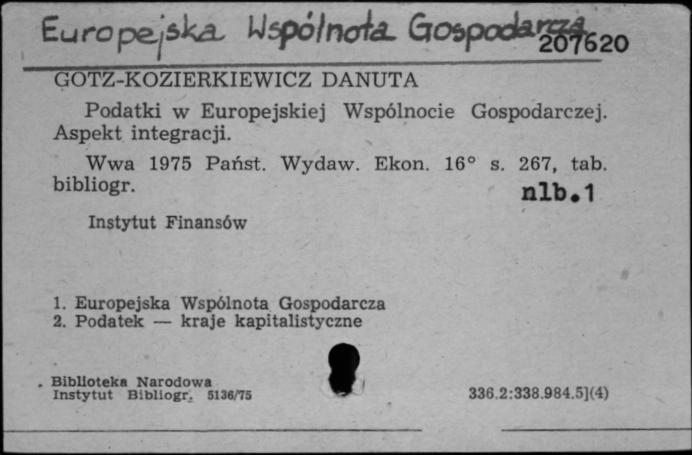 Europejska Wspólnota Gospodarcza
207620
GOTZ-KOZIERKIEWICZ DANUTA
Podatki w Europejskiej Wspólnocie Gospodarczej.
Aspekt integracji.
Wwa 1975 Państ. Wydaw. Ekon. 16° s. 267, tab.
bibliogr.
nlb.1
Instytut Finansów
1. Europejska Wspólnota Gospodarcza
2. Podatek — kraje kapitalistyczne
Biblioteka Narodowa
Instytut Bibliogr. 5136/75
336.2:338.984.5](4)